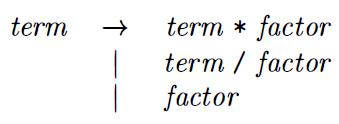 term → term * factor
| term / factor
| factor